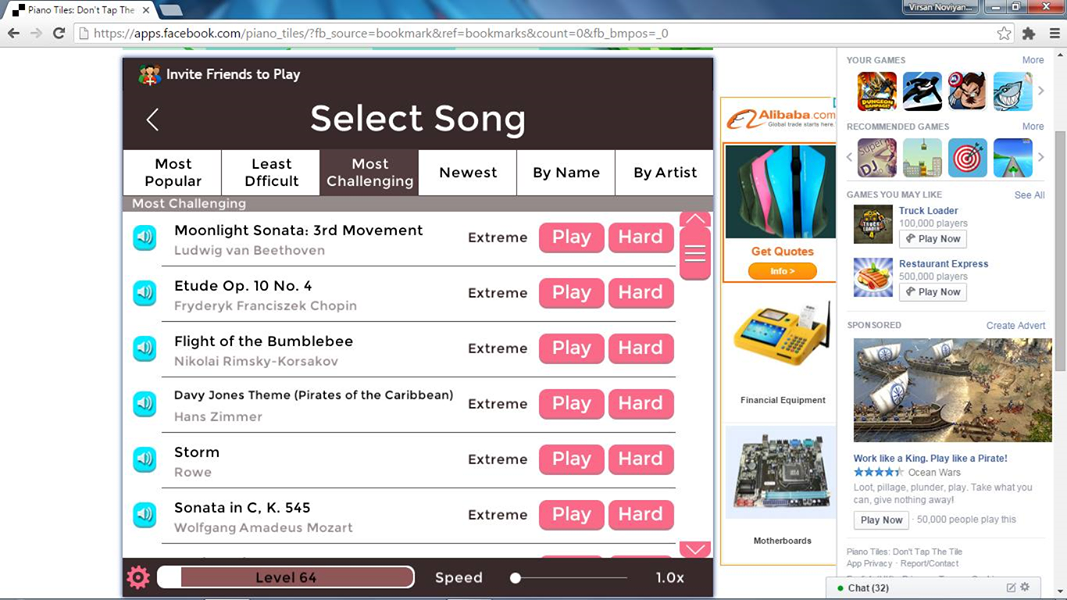 Piano Tiles: Don't Tap The
Virsan Noviyan...
https://apps.facebook.com/piano_tiles/?fb_source=bookmark&ref=bookmarks&count=0&fb_bmpos=_0
Invite Friends to Play
Select Song
Most Popular
Least Dfficult
Most Challenging
Newest
By Name
By Artist
Most Challenging
Moonlight Sonata: 3rd Movement
Ludwig van Beethoven
Extreme Play Hard
Etude Op. 10 No. 4
Fryderyk Franciszek Chopin
Extreme Play Hard
Flight of the Bumblebee
Nikolai Rimsky-Korsakov
Extreme Play Hard
Davy Jones Theme (Pirates of the Caribbean)
Hans Zimmer
Extreme Play Hard
Storm
Rowe
Extreme Play Hard
Sonata in C, K. 545
Wolfgang Amadeus Mozart
Extreme Play Hard
Level 64
Speed
1.0x
Alibaba.com
Global trade starts here.
Get Quotes
Info >
Financial Equipment
Motherboards
YOUR GAMES More
RECOMMENDED GAMES More
GAMES YOU MAY LIKE See All
Truck Loader
100,000 players
Play Now
Restaurant Express
500,000 players
Play Now
SPONSORED Create Advert
Work like a King. Play like a Pirate!
Ocean Wars
Loot, pillage, plunder, play. Take what you
can, give nothing away!
Play Now · 50,000 people play this
Piano Tiles: Don't Tap The Tile
App Privacy · Report/Contact
Chat (32)